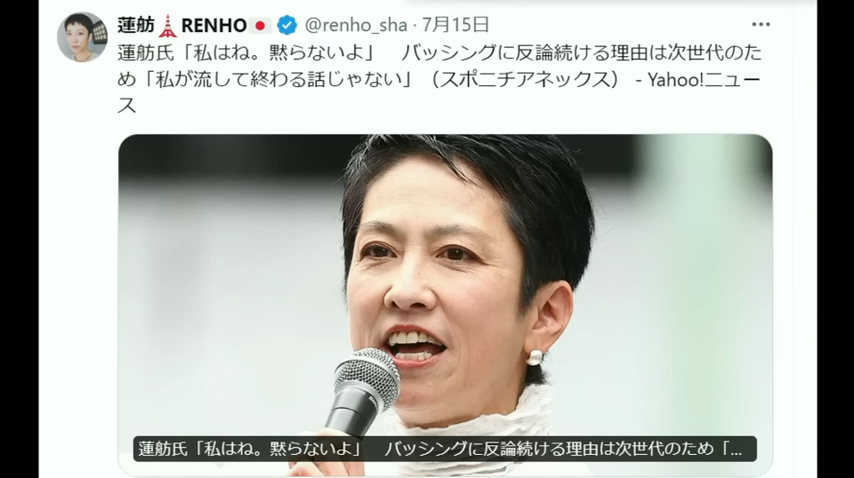 蓮舫🗼RENHO🇯🇵 @renho_sha · 7月15日
蓮舫氏「私はね。黙らないよ」　バッシングに反論続ける理由は次世代のた
め「私が流して終わる話じゃない」（スポニチアネックス） - Yahoo!ニュー
ス
蓮舫氏「私はね。黙らないよ」　バッシングに反論続ける理由は次世代のため「...